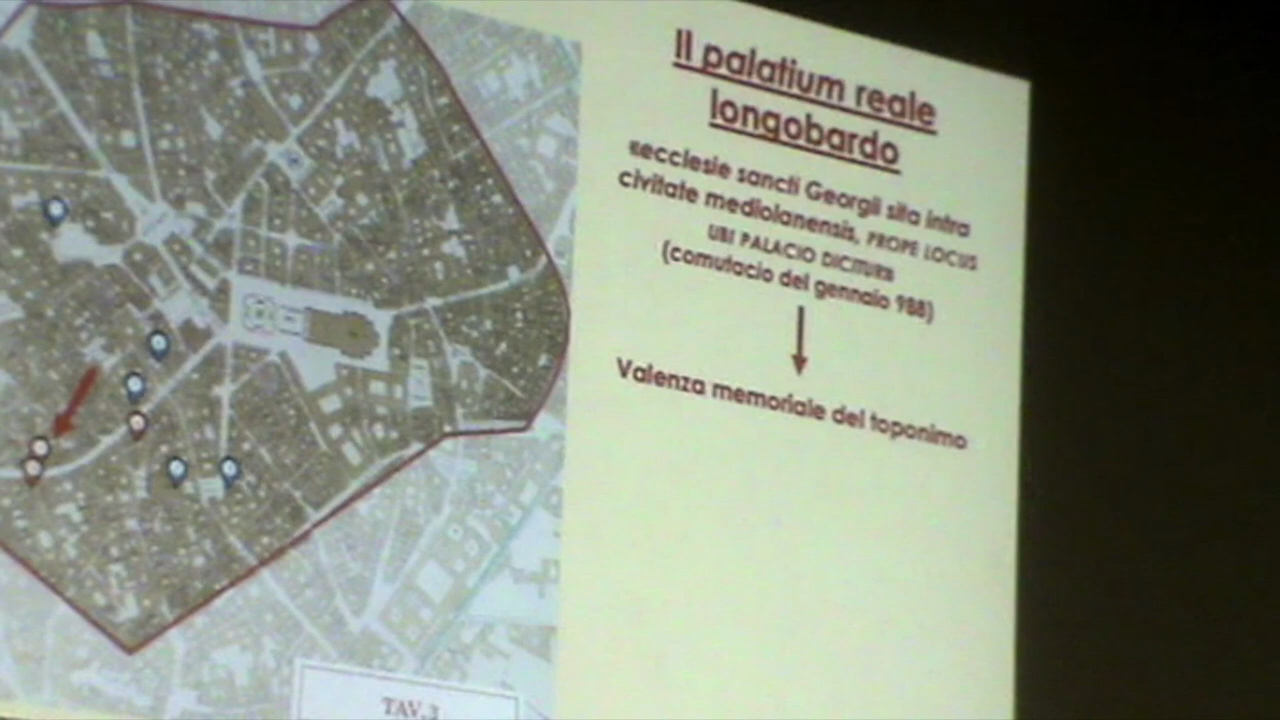 Il palatium reale
longobardo
«ecclesie sancti Georgii sita intra
civitate mediolanensis, PROPE LOCUS
UBI PALACIO DICITUR»
(comutacio del gennaio 988)
Valenza memoriale del toponimo
TAV.3